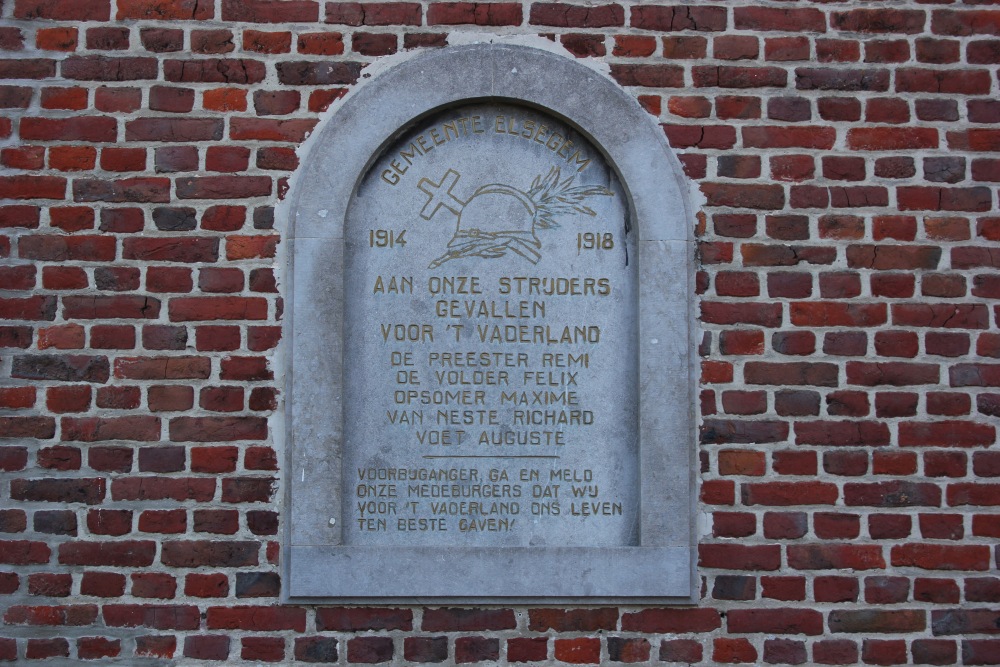 GEMEENTE ELSEGEM
1914 1918
AAN ONZE STRIJDERS
GEVALLEN
VOOR 'T VADERLAND
DE PREESTER REMI
DE VOLDER FELIX
OPSOMER MAXIME
VAN NESTE RICHARD
VOET AUGUSTE
VOORBIJGANGER, GA EN MELD
ONZE MEDEBURGERS DAT WIJ
VOOR 'T VADERLAND ONS LEVEN
TEN BESTE GAVEN!